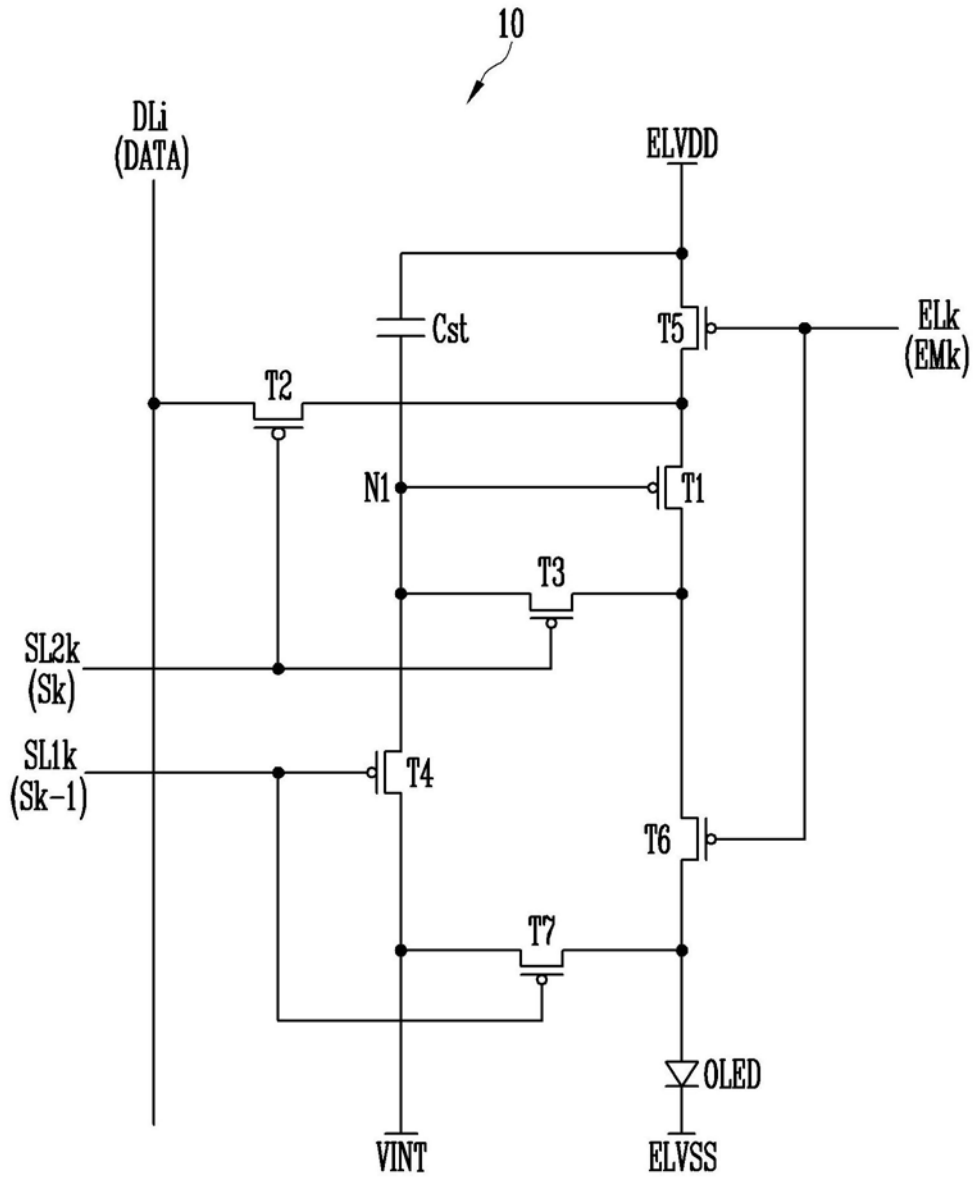 10
DLi
(DATA)
ELVDD
Cst
T5
ELk
(EMk)
T2
N1
T1
T3
SL2k
(Sk)
SL1k
(Sk-1)
T4
T6
T7
OLED
VINT
ELVSS